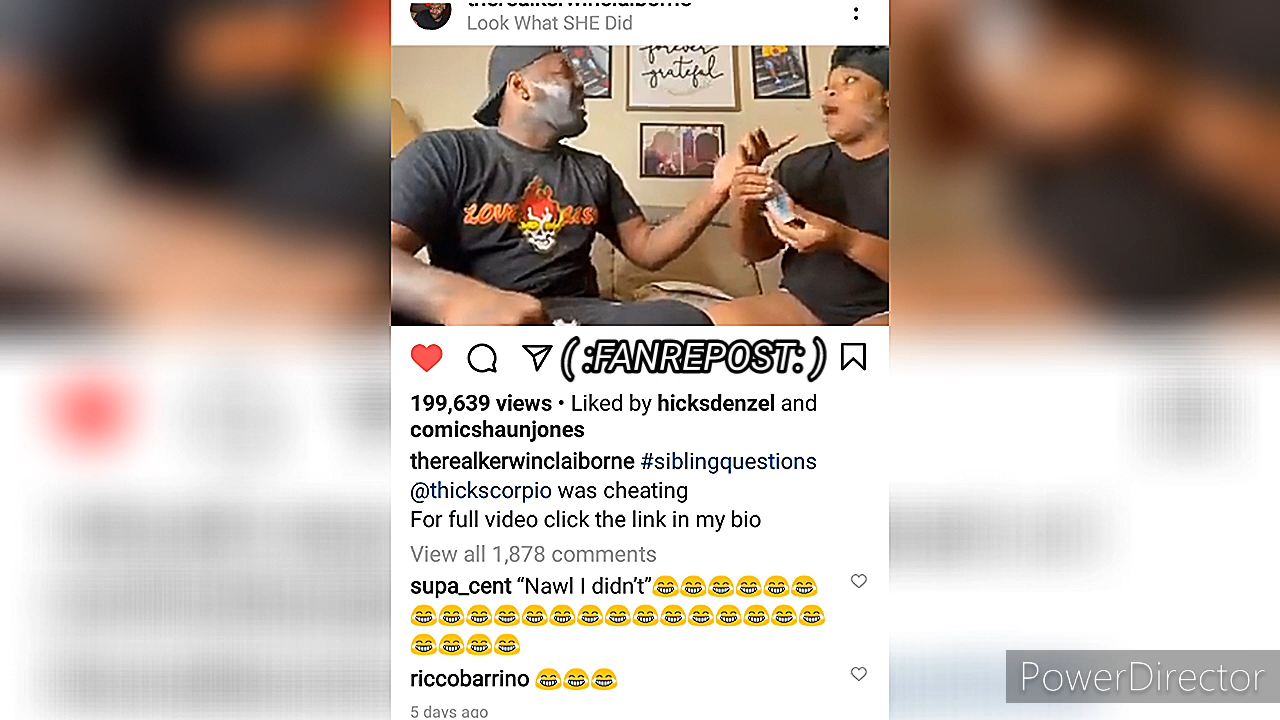 therealkerwinclaiborne
Look What SHE Did
forever
grateful
LOVE
( :FANREPOST: )
199,639 views • Liked by hicksdenzel and
comicshaunjones
therealkerwinclaiborne #siblingquestions
@thickscorpio was cheating
For full video click the link in my bio
View all 1,878 comments
supa_cent “Nawl I didn’t”😂😂😂😂😂😂
😂😂😂😂😂😂😂😂😂😂😂😂😂😂😂
😂😂😂😂
riccobarrino 😂😂😂
5 days ago
PowerDirector